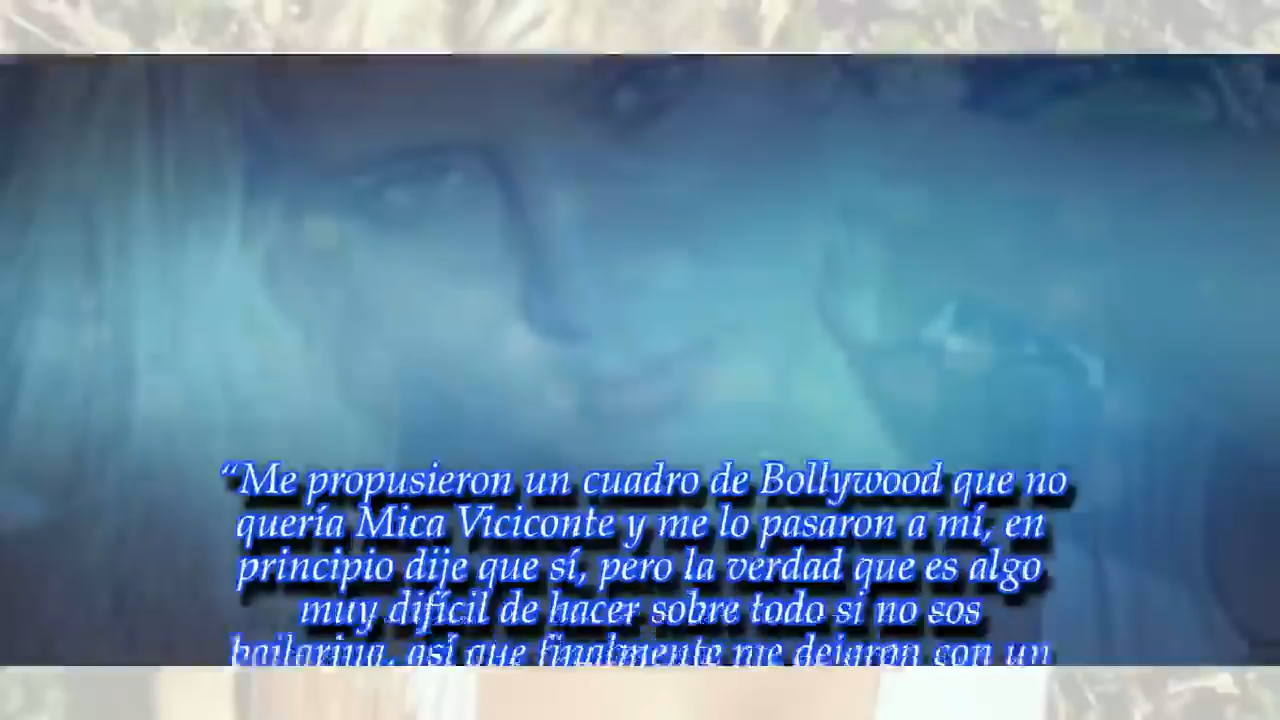 “Me propusieron un cuadro de Bollywood que no
quería Mica Viciconte y me lo pasaron a mí, en
principio dije que sí, pero la verdad que es algo
muy difícil de hacer sobre todo si no sos
bailarina, así que finalmente me dejaron con un